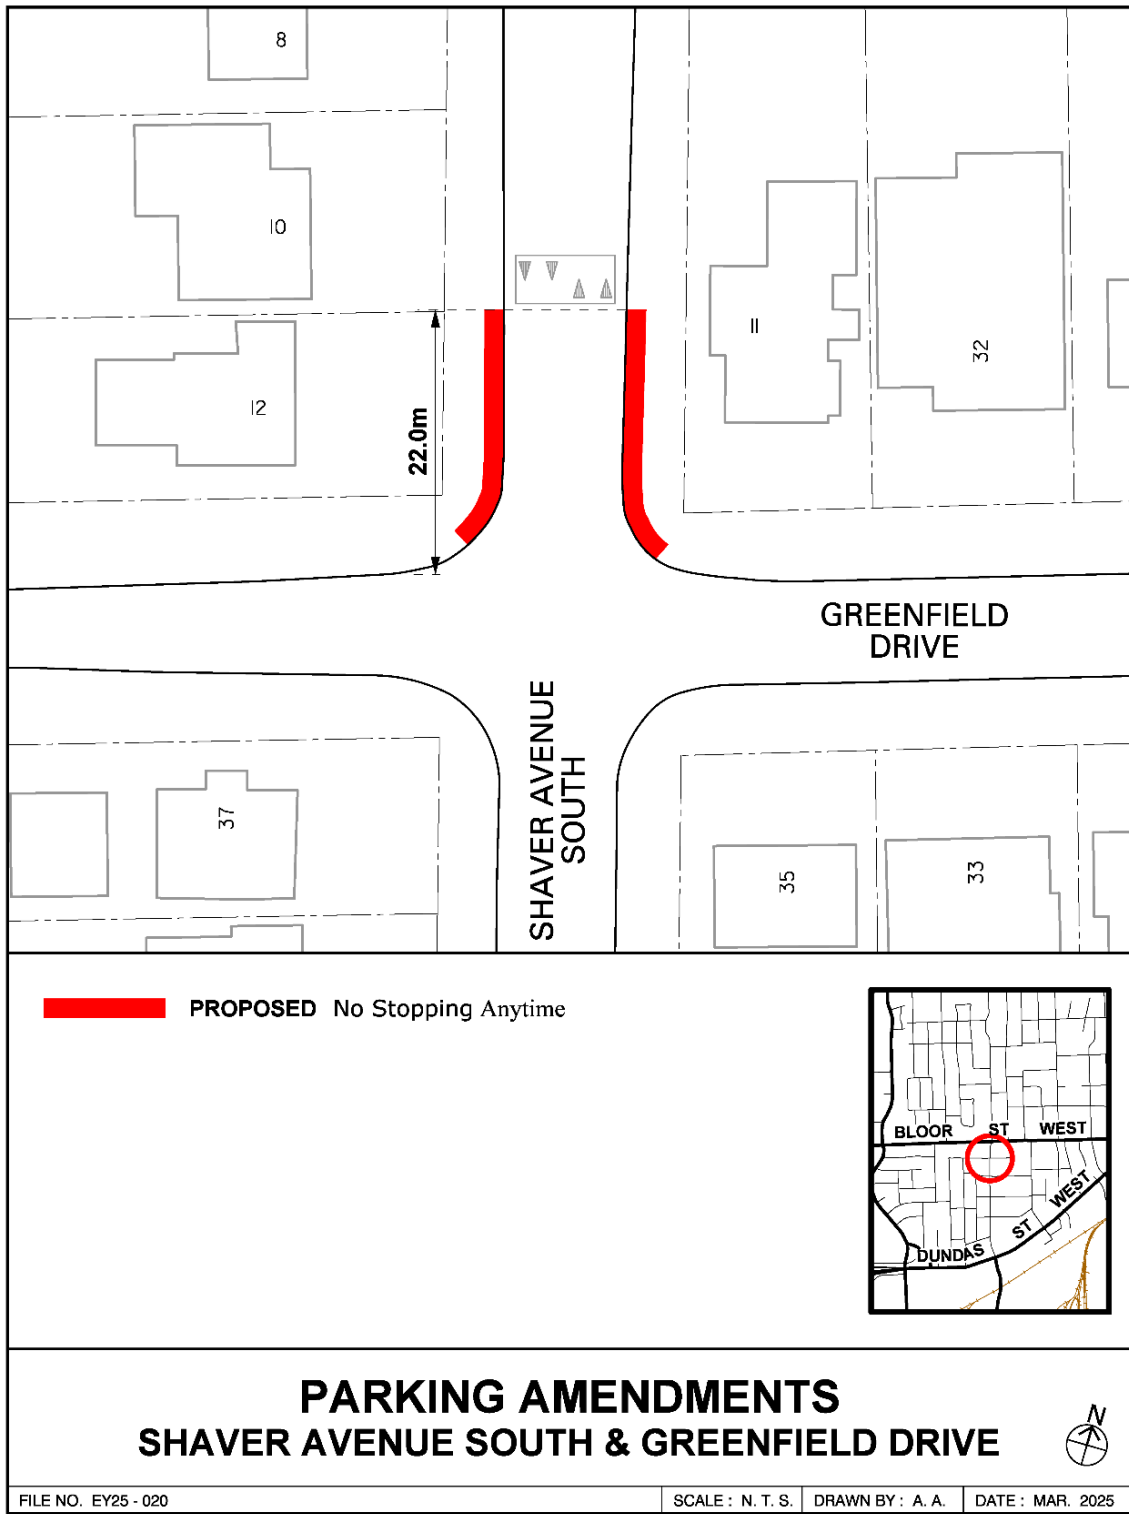 8
10
12
11
32
22.0m
GREENFIELD
DRIVE
SHAVER AVENUE
SOUTH
37
35
33
PROPOSED No Stopping Anytime
BLOOR ST WEST
DUNDAS ST WEST
PARKING AMENDMENTS
SHAVER AVENUE SOUTH & GREENFIELD DRIVE
N
FILE NO. EY25 - 020
SCALE : N. T. S.
DRAWN BY : A. A.
DATE : MAR. 2025